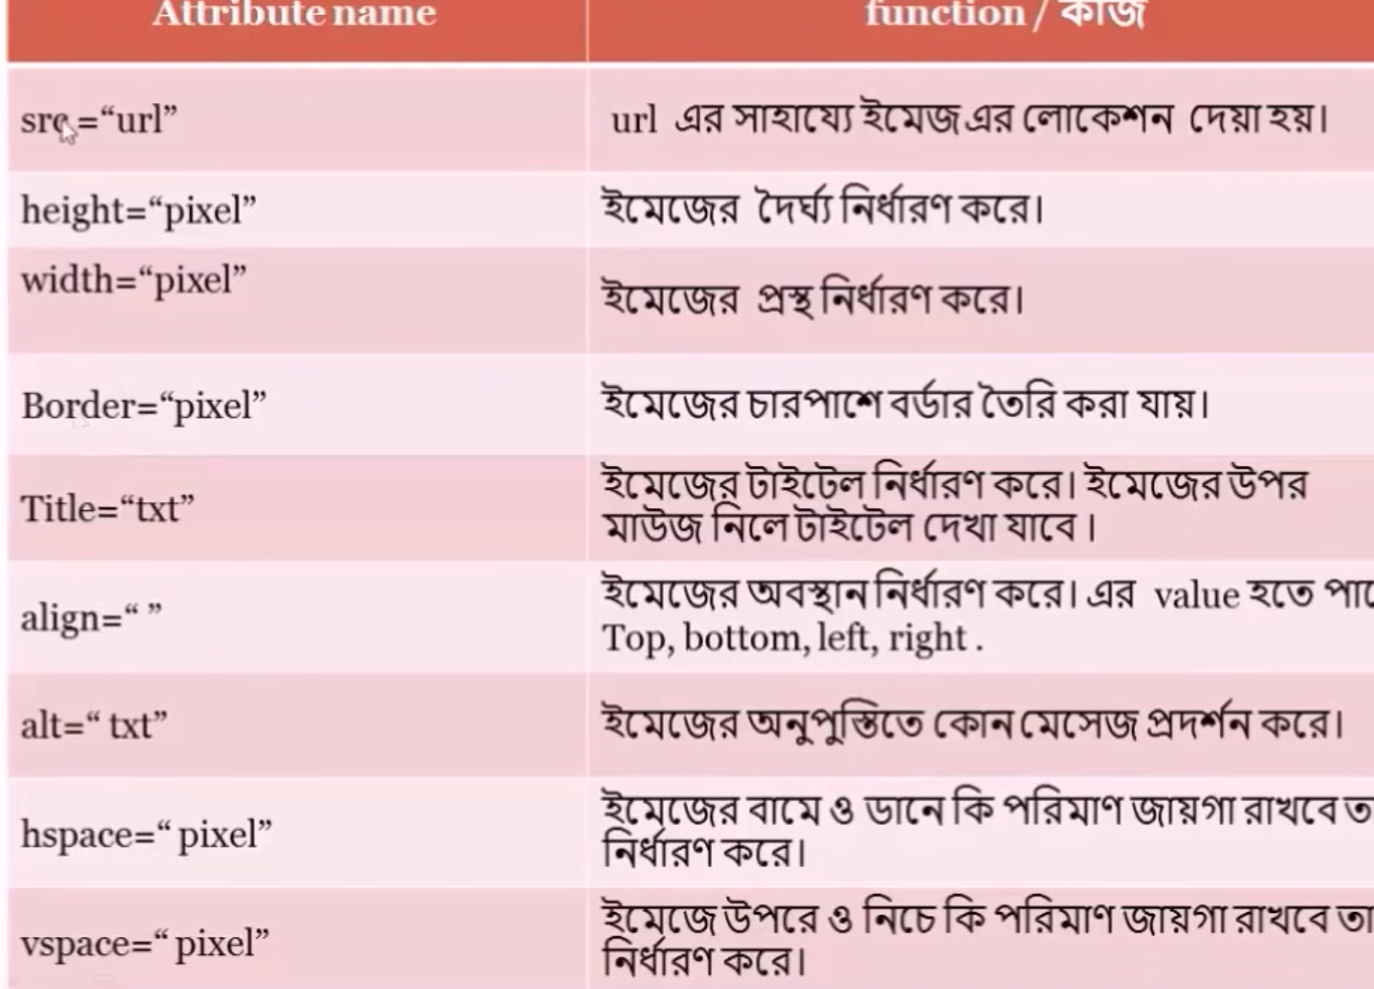 Attribute name
function / কাজ
src="url"
url এর সাহায্যে ইমেজ এর লোকেশন দেয়া হয়।
height="pixel"
ইমেজের দৈর্ঘ্য নির্ধারণ করে।
width="pixel"
ইমেজের প্রস্থ নির্ধারণ করে।
Border="pixel"
ইমেজের চারপাশে বর্ডার তৈরি করা যায়।
Title="txt"
ইমেজের টাইটেল নির্ধারণ করে। ইমেজের উপর
মাউজ নিলে টাইটেল দেখা যাবে।
align=" "
ইমেজের অবস্থান নির্ধারণ করে। এর value হতে
Top, bottom, left, right .
alt=" txt"
ইমেজের অনুপুস্তিতে কোন মেসেজ প্রদর্শন করে।
hspace=" pixel"
ইমেজের বামে ও ডানে কি পরিমাণ জায়গা রাখবে
নির্ধারণ করে।
vspace=" pixel"
ইমেজে উপরে ও নিচে কি পরিমাণ জায়গা রাখবে তা
নির্ধারণ করে।